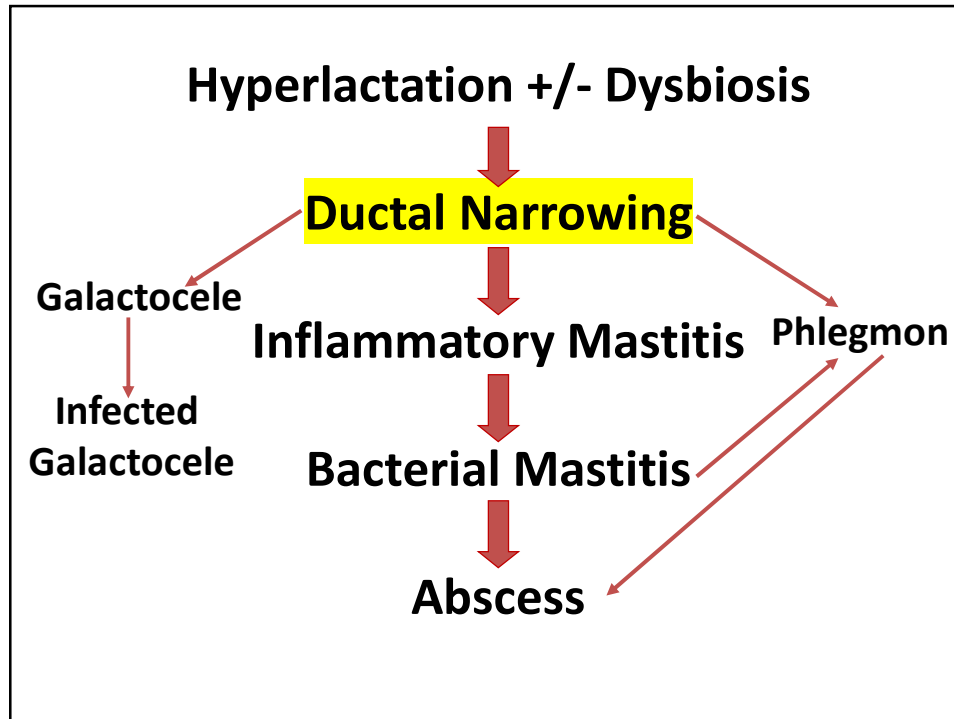 Hyperlactation +/- Dysbiosis
Ductal Narrowing
Galactocele
Inflammatory Mastitis
Phlegmon
Infected
Galactocele
Bacterial Mastitis
Abscess